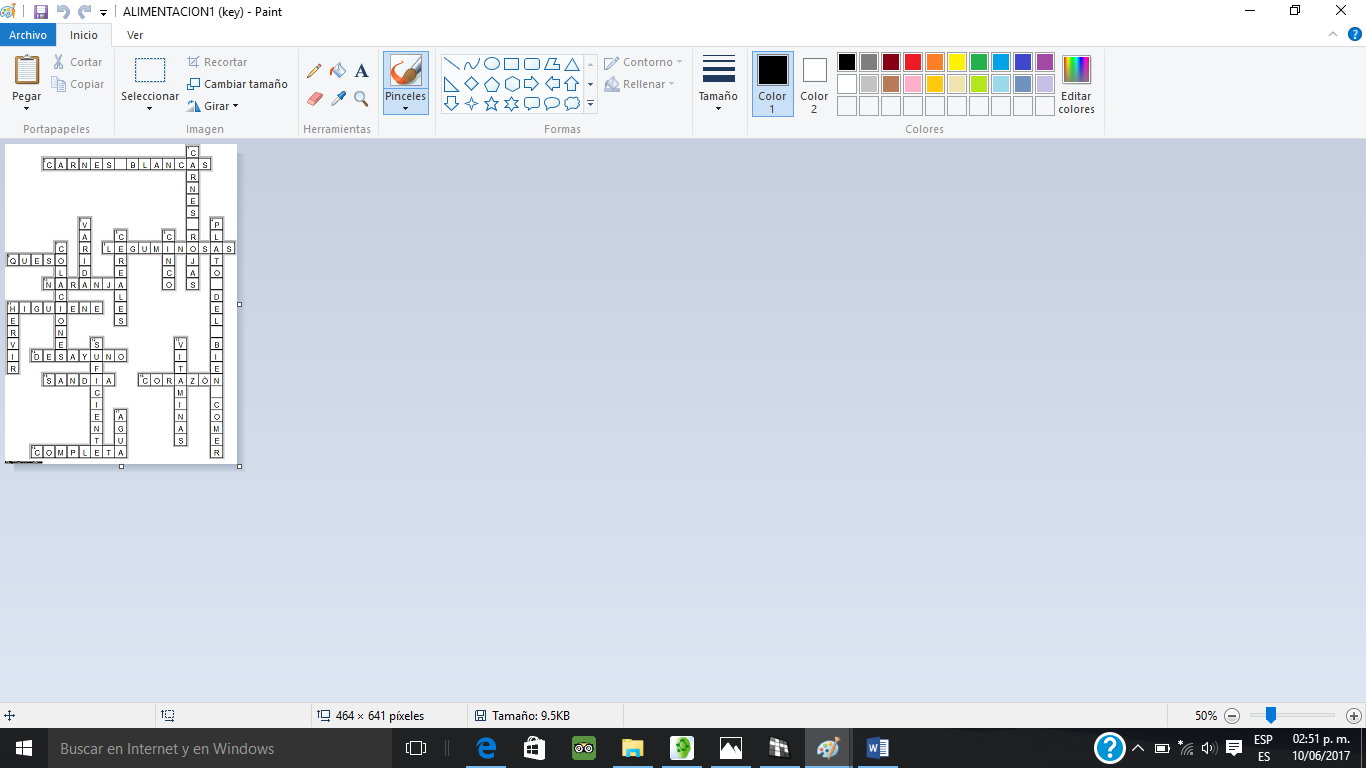 ALIMENTACION1 (key) - Paint
Archivo
Inicio
Ver
Pegar
Cortar
Copiar
Portapapeles
Seleccionar
Recortar
Cambiar tamaño
Girar
Imagen
A
Herramientas
Pinceles
Contorno
Rellenar
Formas
Tamaño
Color 1
Color 2
Editar colores
Colores
CARNES BLANCAS
CARNES ROJAS
VARIDA
CEREALES
CINCO
PLATO DEL BIEN COMER
COLACIONES
LEGUMINOSAS
QUESO
NARANJA
HIGUIENE
HERVIR
SUFICIENTE
VITAMINAS
DESAYUNO
SANDIA
CORAZÒN
AGUA
COMPLETA
464 × 641 píxeles
Tamaño: 9.5KB
50%
Buscar en Internet y en Windows
ESP
ES
02:51 p. m.
10/06/2017